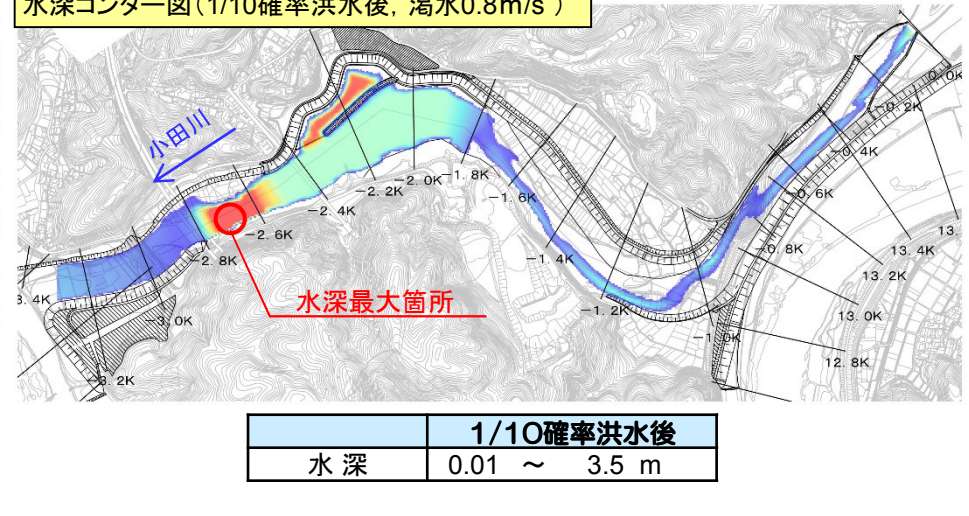 水深コンター図(1/10確率洪水後, 渇水0.8m/s )
小田川
水深最大箇所
0.0K
-0.2K
-0.4K
-0.6K
-0.8K
-1.0K
-1.2K
-1.4K
-1.6K
-1.8K
-2.0K
-2.2K
-2.4K
-2.6K
-2.8K
-3.0K
-3.2K
3.4K
13.
13.4K
13.2K
13.0K
12.8K
1/10確率洪水後
水 深 0.01 ~ 3.5 m